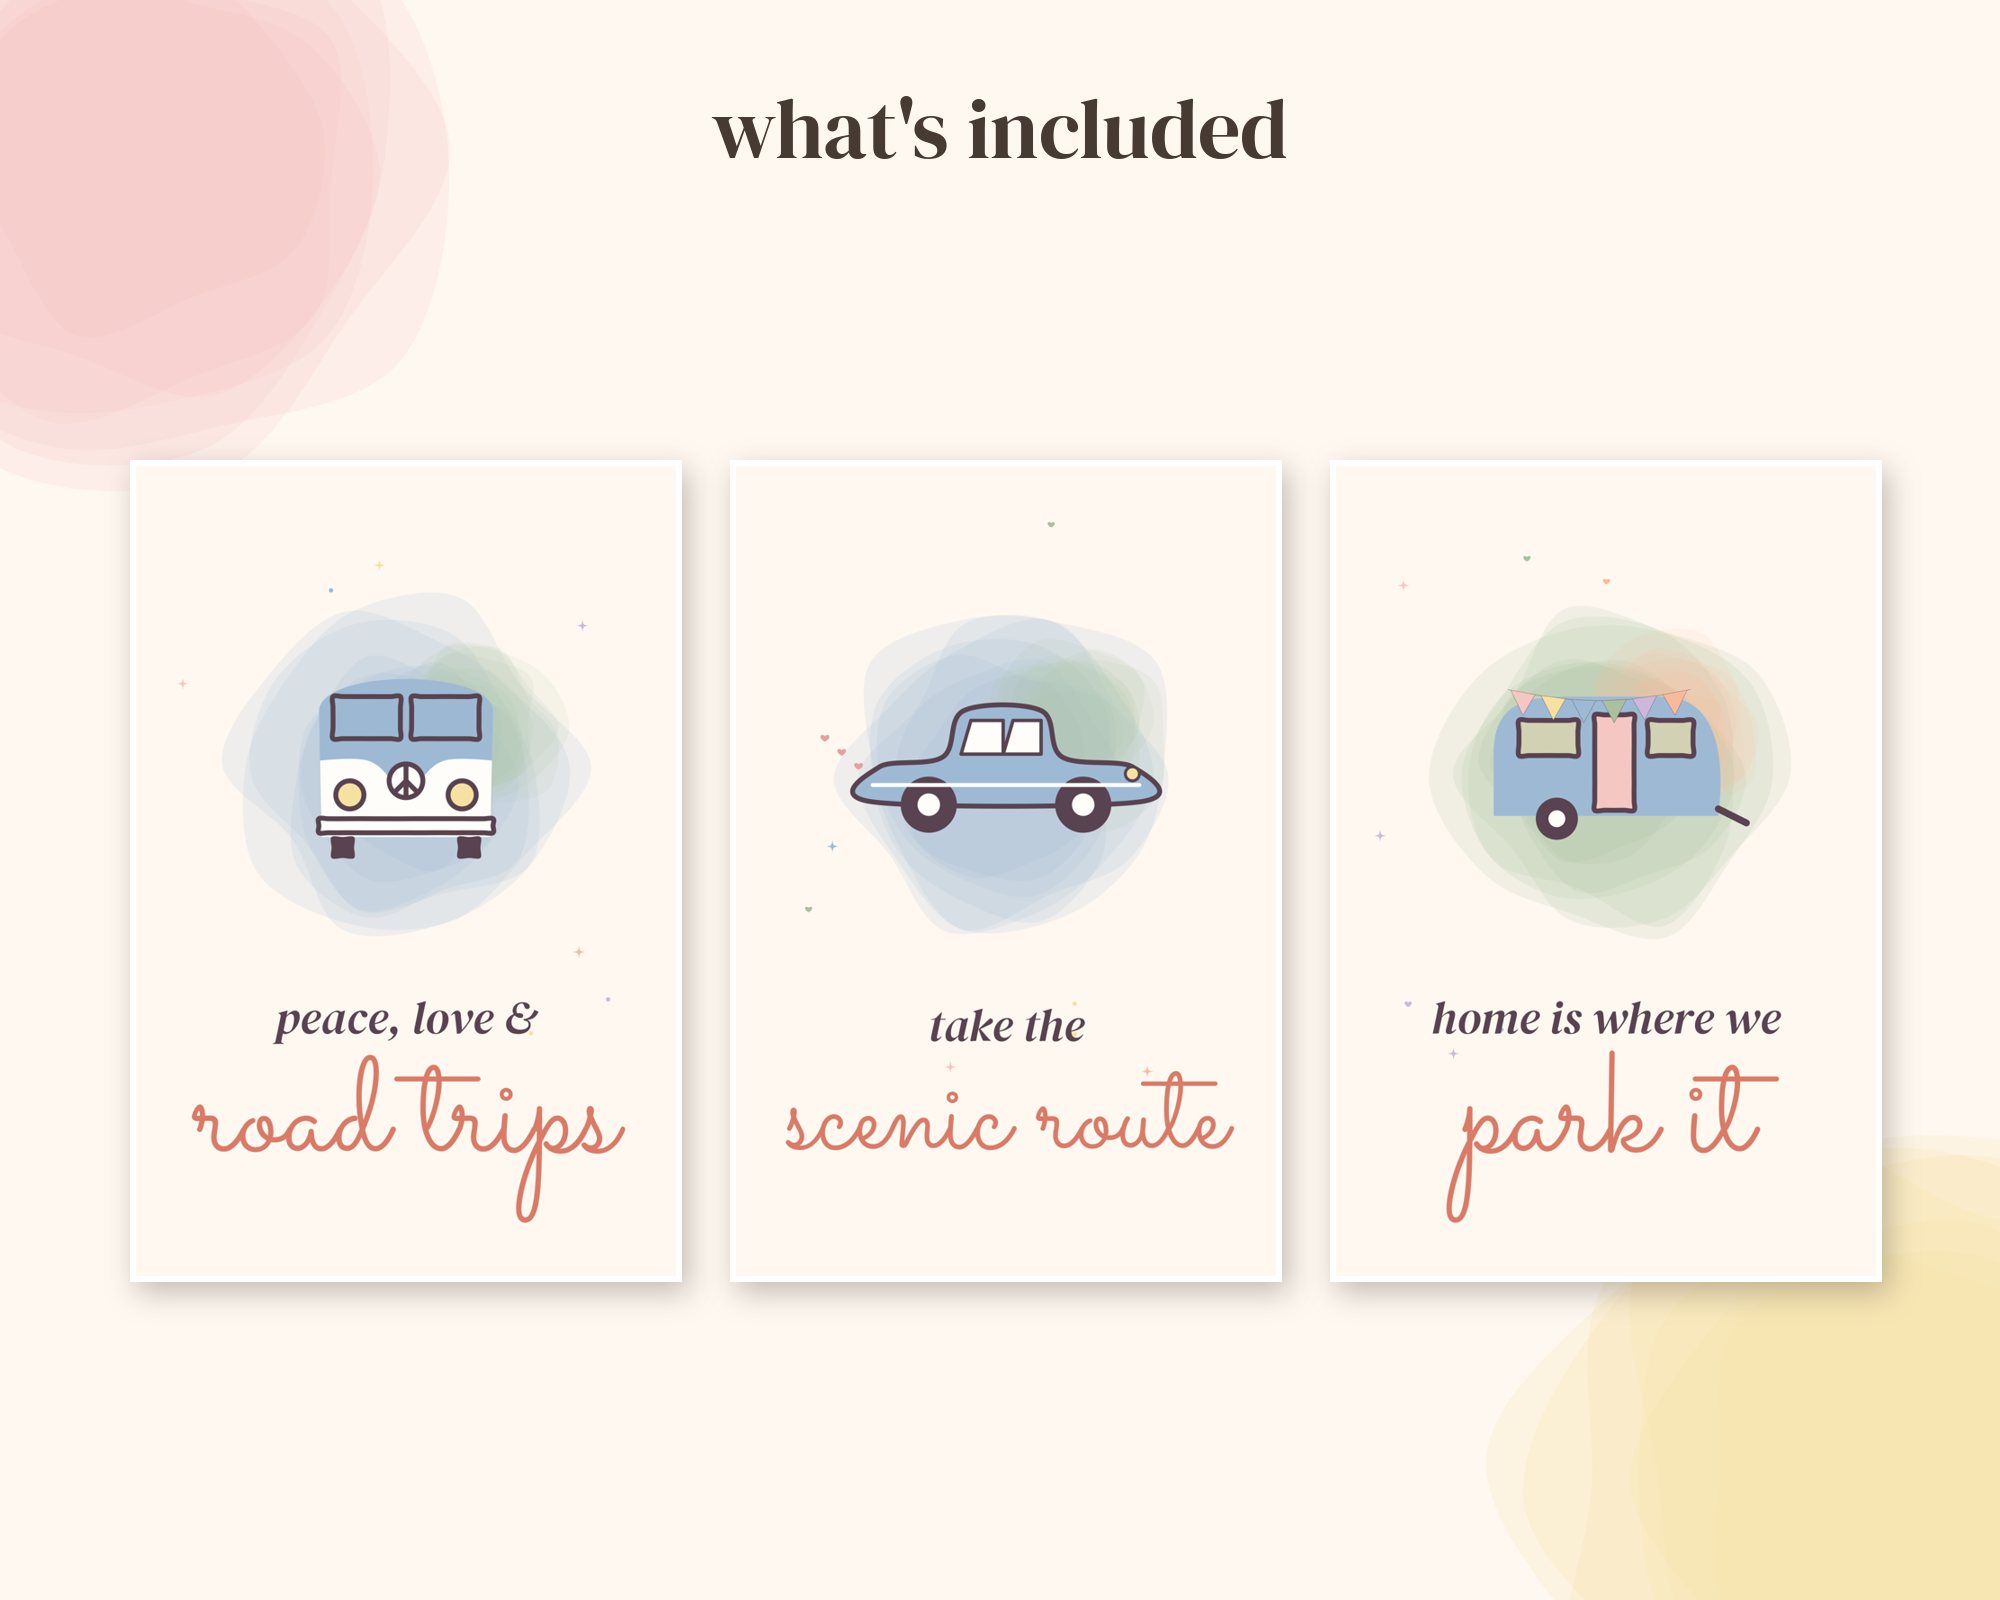 what's included
peace, love &
road trips
take the
scenic route
home is where we
park it